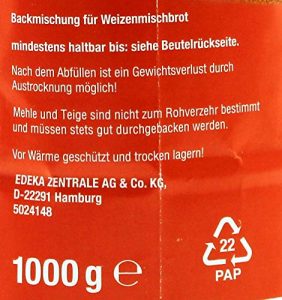 Backmischung für Weizenmischbrot
mindestens haltbar bis: siehe Beutelrückseite.
Nach dem Abfüllen ist ein Gewichtsverlust durch
Austrocknung möglich!
Mehle und Teige sind nicht zum Rohverzehr bestimmt
und müssen stets gut durchgebacken werden.
Vor Wärme geschützt und trocken lagern!
EDEKA ZENTRALE AG & Co. KG,
D-22291 Hamburg
5024148
1000 g ℮
22
PAP